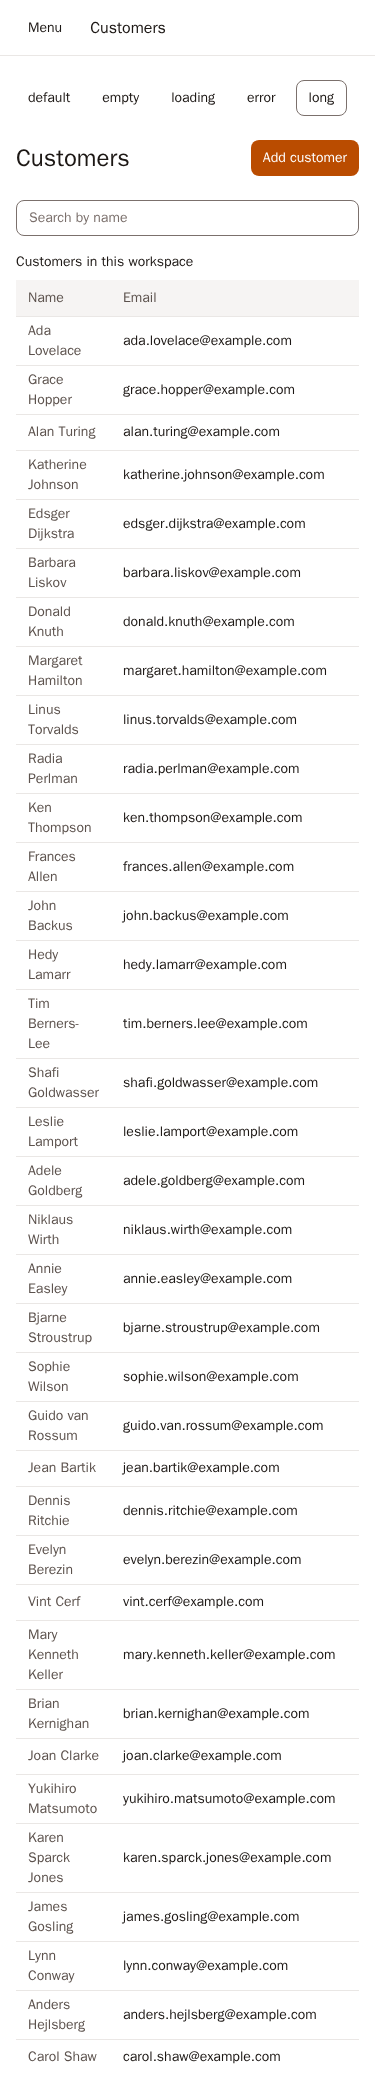 Menu Customers
default empty loading error long
Customers Add customer
Search by name
Customers in this workspace
Name Email
Ada Lovelace ada.lovelace@example.com
Grace Hopper grace.hopper@example.com
Alan Turing alan.turing@example.com
Katherine Johnson katherine.johnson@example.com
Edsger Dijkstra edsger.dijkstra@example.com
Barbara Liskov barbara.liskov@example.com
Donald Knuth donald.knuth@example.com
Margaret Hamilton margaret.hamilton@example.com
Linus Torvalds linus.torvalds@example.com
Radia Perlman radia.perlman@example.com
Ken Thompson ken.thompson@example.com
Frances Allen frances.allen@example.com
John Backus john.backus@example.com
Hedy Lamarr hedy.lamarr@example.com
Tim Berners-Lee tim.berners.lee@example.com
Shafi Goldwasser shafi.goldwasser@example.com
Leslie Lamport leslie.lamport@example.com
Adele Goldberg adele.goldberg@example.com
Niklaus Wirth niklaus.wirth@example.com
Annie Easley annie.easley@example.com
Bjarne Stroustrup bjarne.stroustrup@example.com
Sophie Wilson sophie.wilson@example.com
Guido van Rossum guido.van.rossum@example.com
Jean Bartik jean.bartik@example.com
Dennis Ritchie dennis.ritchie@example.com
Evelyn Berezin evelyn.berezin@example.com
Vint Cerf vint.cerf@example.com
Mary Kenneth Keller mary.kenneth.keller@example.com
Brian Kernighan brian.kernighan@example.com
Joan Clarke joan.clarke@example.com
Yukihiro Matsumoto yukihiro.matsumoto@example.com
Karen Sparck Jones karen.sparck.jones@example.com
James Gosling james.gosling@example.com
Lynn Conway lynn.conway@example.com
Anders Hejlsberg anders.hejlsberg@example.com
Carol Shaw carol.shaw@example.com